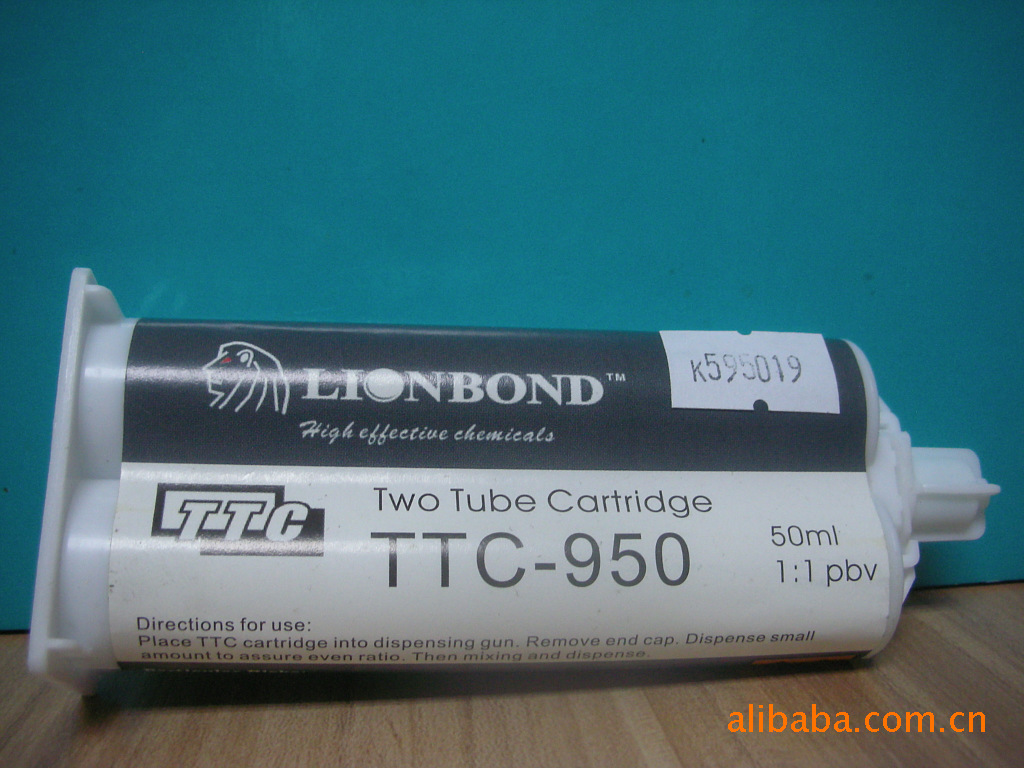 LIONBOND™
K595019
High effective chemicals
TTC
Two Tube Cartridge
TTC-950
50ml
1:1 pbv
Directions for use:
Place TTC cartridge into dispensing gun. Remove end cap. Dispense small
amount to assure even ratio. Then mixing and dispense.
alibaba.com.cn